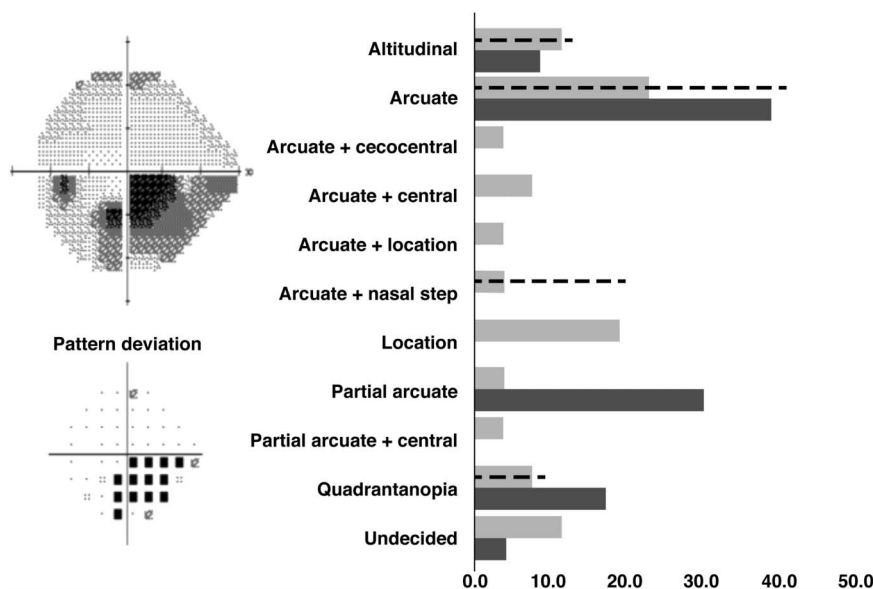 30
Pattern deviation
Altitudinal
Arcuate
Arcuate + cecocentral
Arcuate + central
Arcuate + location
Arcuate + nasal step
Location
Partial arcuate
Partial arcuate + central
Quadrantanopia
Undecided
0.0 10.0 20.0 30.0 40.0 50.0